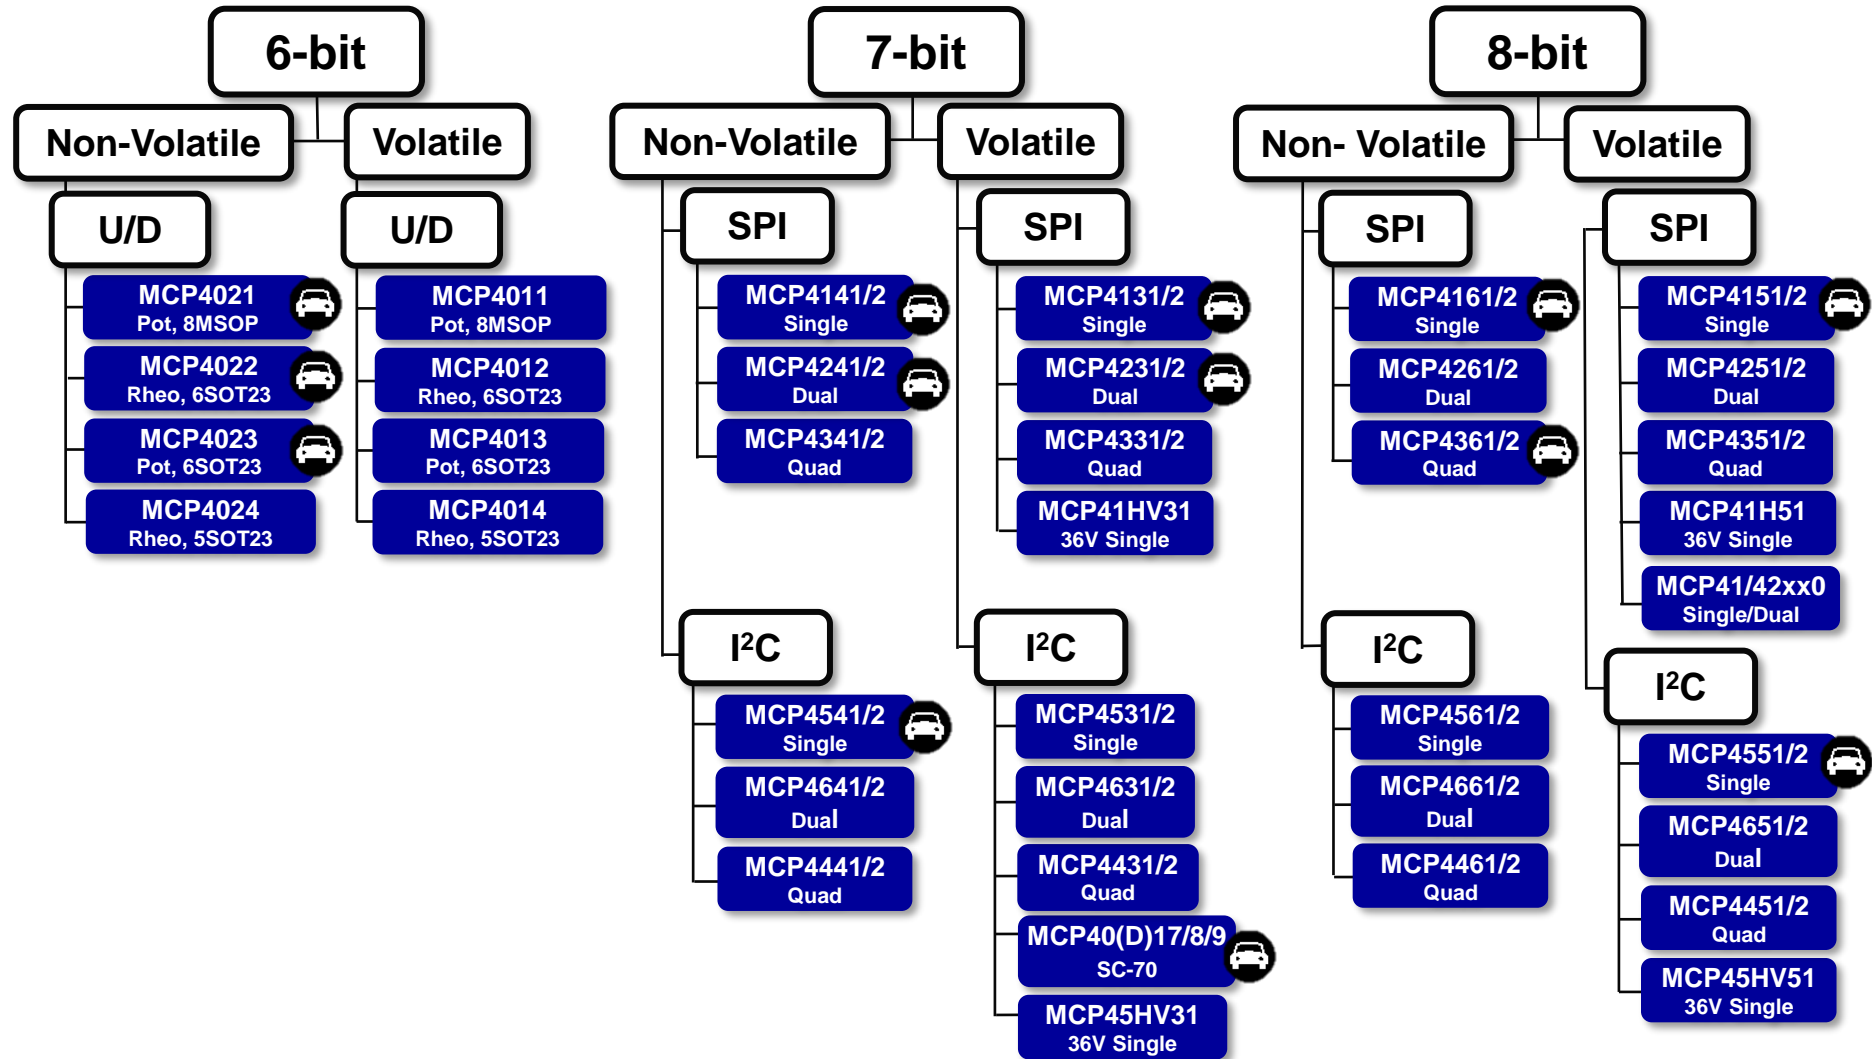 6-bit
Non-Volatile
Volatile
U/D
MCP4021
Pot, 8MSOP
MCP4022
Rheo, 6SOT23
MCP4023
Pot, 6SOT23
MCP4024
Rheo, 5SOT23
U/D
MCP4011
Pot, 8MSOP
MCP4012
Rheo, 6SOT23
MCP4013
Pot, 6SOT23
MCP4014
Rheo, 5SOT23
7-bit
Non-Volatile
Volatile
SPI
MCP4141/2
Single
MCP4241/2
Dual
MCP4341/2
Quad
I²C
MCP4541/2
Single
MCP4641/2
Dual
MCP4441/2
Quad
SPI
MCP4131/2
Single
MCP4231/2
Dual
MCP4331/2
Quad
MCP41HV31
36V Single
I²C
MCP4531/2
Single
MCP4631/2
Dual
MCP4431/2
Quad
MCP40(D)17/8/9
SC-70
MCP45HV31
36V Single
8-bit
Non- Volatile
Volatile
SPI
MCP4161/2
Single
MCP4261/2
Dual
MCP4361/2
Quad
I²C
MCP4561/2
Single
MCP4661/2
Dual
MCP4461/2
Quad
SPI
MCP4151/2
Single
MCP4251/2
Dual
MCP4351/2
Quad
MCP41H51
36V Single
MCP41/42xx0
Single/Dual
I²C
MCP4551/2
Single
MCP4651/2
Dual
MCP4451/2
Quad
MCP45HV51
36V Single